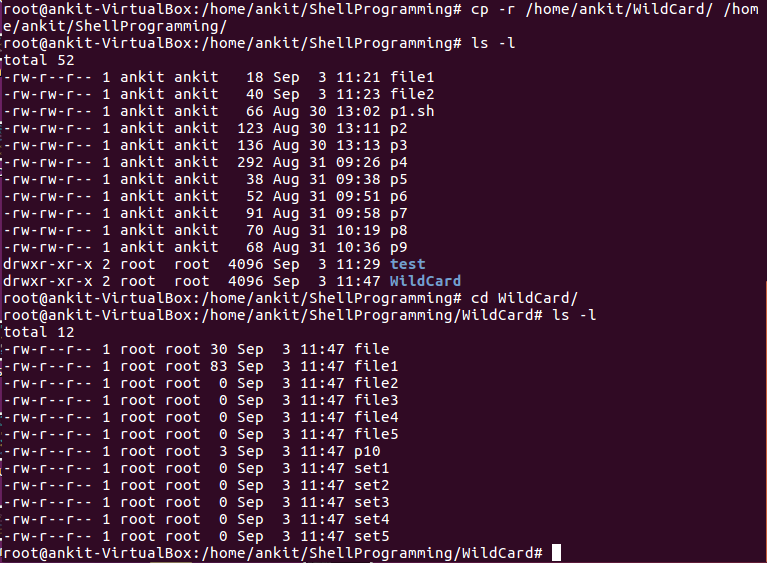 root@ankit-VirtualBox:/home/ankit/ShellProgramming# cp -r /home/ankit/WildCard/ /hom
e/ankit/ShellProgramming/
root@ankit-VirtualBox:/home/ankit/ShellProgramming# ls -l
total 52
-rw-r--r-- 1 ankit ankit   18 Sep  3 11:21 file1
-rw-rw-r-- 1 ankit ankit   40 Sep  3 11:23 file2
-rw-rw-r-- 1 ankit ankit   66 Aug 30 13:02 p1.sh
-rw-rw-r-- 1 ankit ankit  123 Aug 30 13:11 p2
-rw-rw-r-- 1 ankit ankit  136 Aug 30 13:13 p3
-rw-rw-r-- 1 ankit ankit  292 Aug 31 09:26 p4
-rw-rw-r-- 1 ankit ankit   38 Aug 31 09:38 p5
-rw-rw-r-- 1 ankit ankit   52 Aug 31 09:51 p6
-rw-rw-r-- 1 ankit ankit   91 Aug 31 09:58 p7
-rw-rw-r-- 1 ankit ankit   70 Aug 31 10:19 p8
-rw-rw-r-- 1 ankit ankit   68 Aug 31 10:36 p9
drwxr-xr-x 2 root  root  4096 Sep  3 11:29 test
drwxr-xr-x 2 root  root  4096 Sep  3 11:47 WildCard
root@ankit-VirtualBox:/home/ankit/ShellProgramming# cd WildCard/
root@ankit-VirtualBox:/home/ankit/ShellProgramming/WildCard# ls -l
total 12
-rw-r--r-- 1 root root 30 Sep  3 11:47 file
-rw-r--r-- 1 root root 83 Sep  3 11:47 file1
-rw-r--r-- 1 root root  0 Sep  3 11:47 file2
-rw-r--r-- 1 root root  0 Sep  3 11:47 file3
-rw-r--r-- 1 root root  0 Sep  3 11:47 file4
-rw-r--r-- 1 root root  0 Sep  3 11:47 file5
-rw-r--r-- 1 root root  3 Sep  3 11:47 p10
-rw-r--r-- 1 root root  0 Sep  3 11:47 set1
-rw-r--r-- 1 root root  0 Sep  3 11:47 set2
-rw-r--r-- 1 root root  0 Sep  3 11:47 set3
-rw-r--r-- 1 root root  0 Sep  3 11:47 set4
-rw-r--r-- 1 root root  0 Sep  3 11:47 set5
root@ankit-VirtualBox:/home/ankit/ShellProgramming/WildCard#